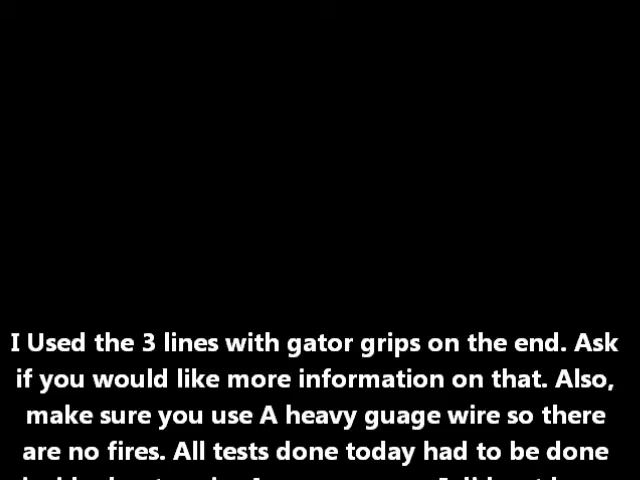 I Used the 3 lines with gator grips on the end. Ask
if you would like more information on that. Also,
make sure you use A heavy guage wire so there
are no fires. All tests done today had to be done